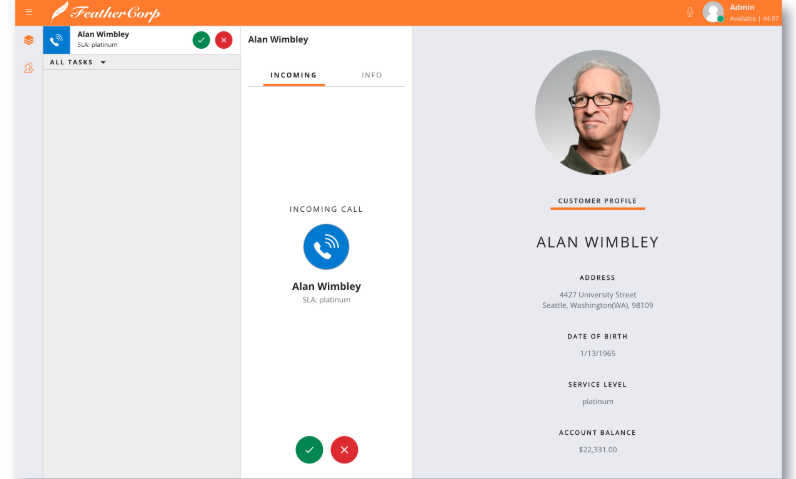 FeatherCorp
Admin
Available | 44:07
Alan Wimbley
SLA: platinum
ALL TASKS
Alan Wimbley
INCOMING
INFO
INCOMING CALL
Alan Wimbley
SLA: platinum
CUSTOMER PROFILE
ALAN WIMBLEY
ADDRESS
4427 University Street
Seattle, Washington(WA), 98109
DATE OF BIRTH
1/13/1965
SERVICE LEVEL
platinum
ACCOUNT BALANCE
$22,331.00